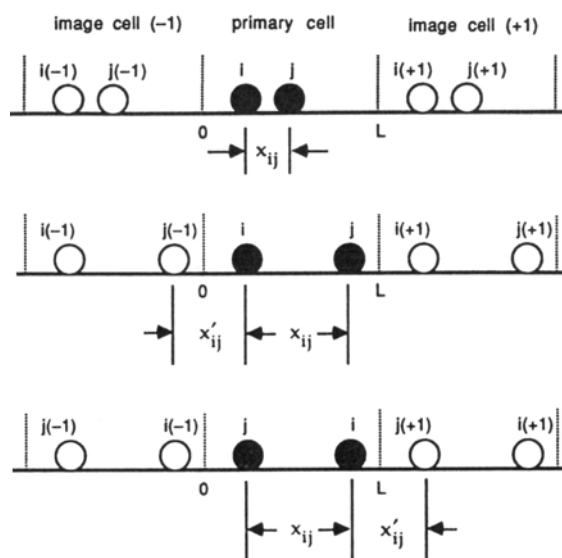 image cell (-1) primary cell image cell (+1)
i(-1) j(-1) i j i(+1) j(+1)
0 L
x_ij
i(-1) j(-1) i j i(+1) j(+1)
0 L
x′_ij x_ij
j(-1) i(-1) j i j(+1) i(+1)
0 L
x_ij x′_ij